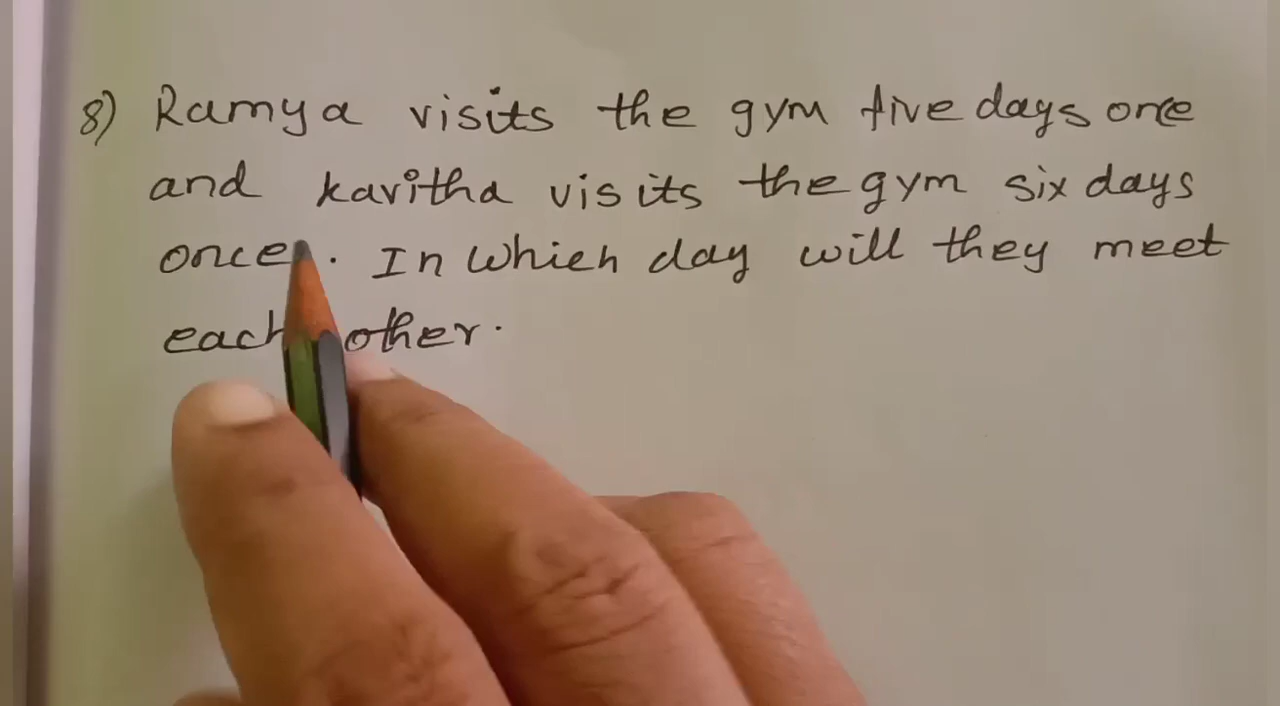 8) Ramya visits the gym five days once
and kavitha visits the gym six days
once. In which day will they meet
each other.